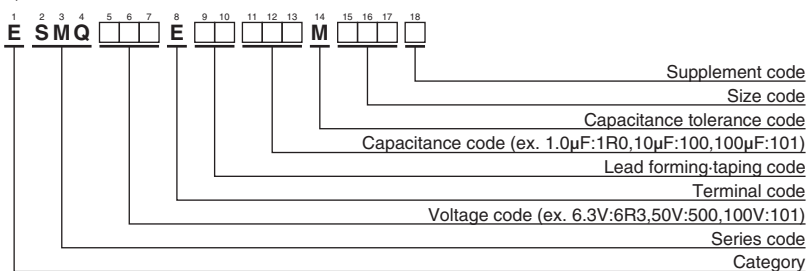 1 2 3 4 5 6 7 8 9 10 11 12 13 14 15 16 17 18
E SMQ E M
Supplement code
Size code
Capacitance tolerance code
Capacitance code (ex. 1.0µF:1R0,10µF:100,100µF:101)
Lead forming·taping code
Terminal code
Voltage code (ex. 6.3V:6R3,50V:500,100V:101)
Series code
Category